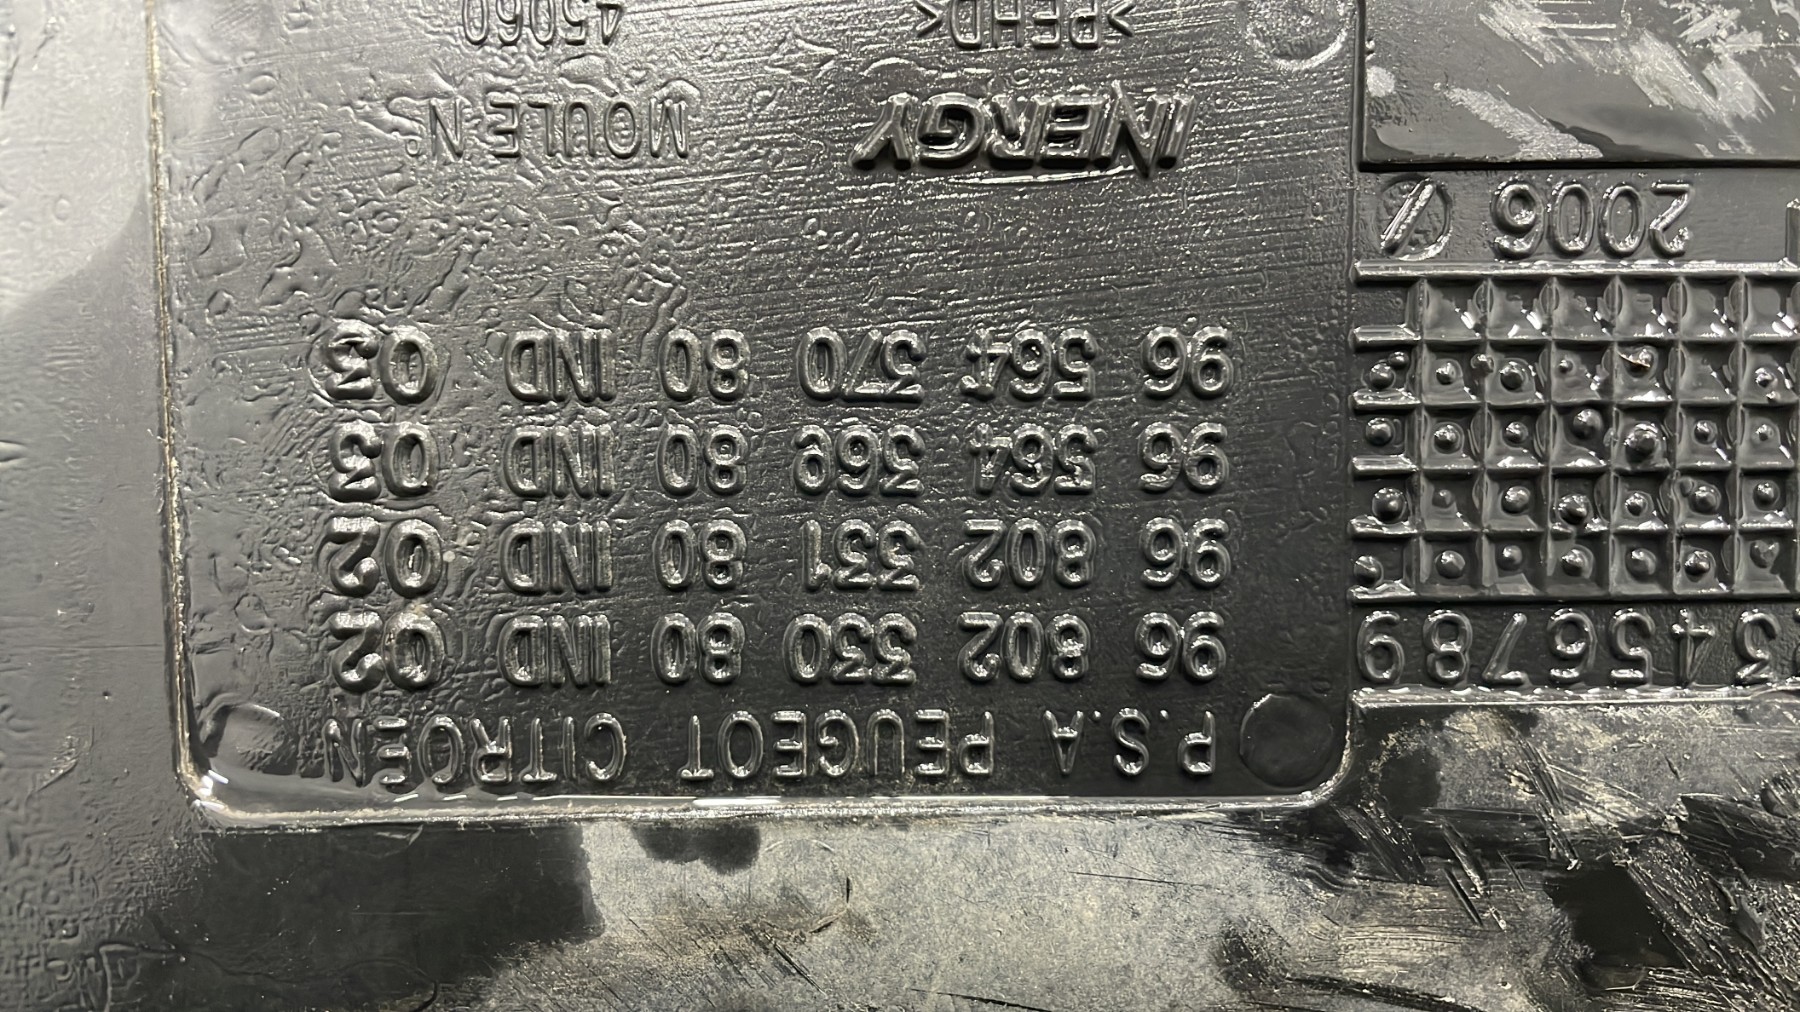 P.S.A PEUGEOT CITROEN
96 802 330 80 IND 02
96 802 331 80 IND 02
96 564 369 80 IND 03
96 564 370 80 IND 03
INERGY MOULE N°
>PEHD< 45060
3456789
2006